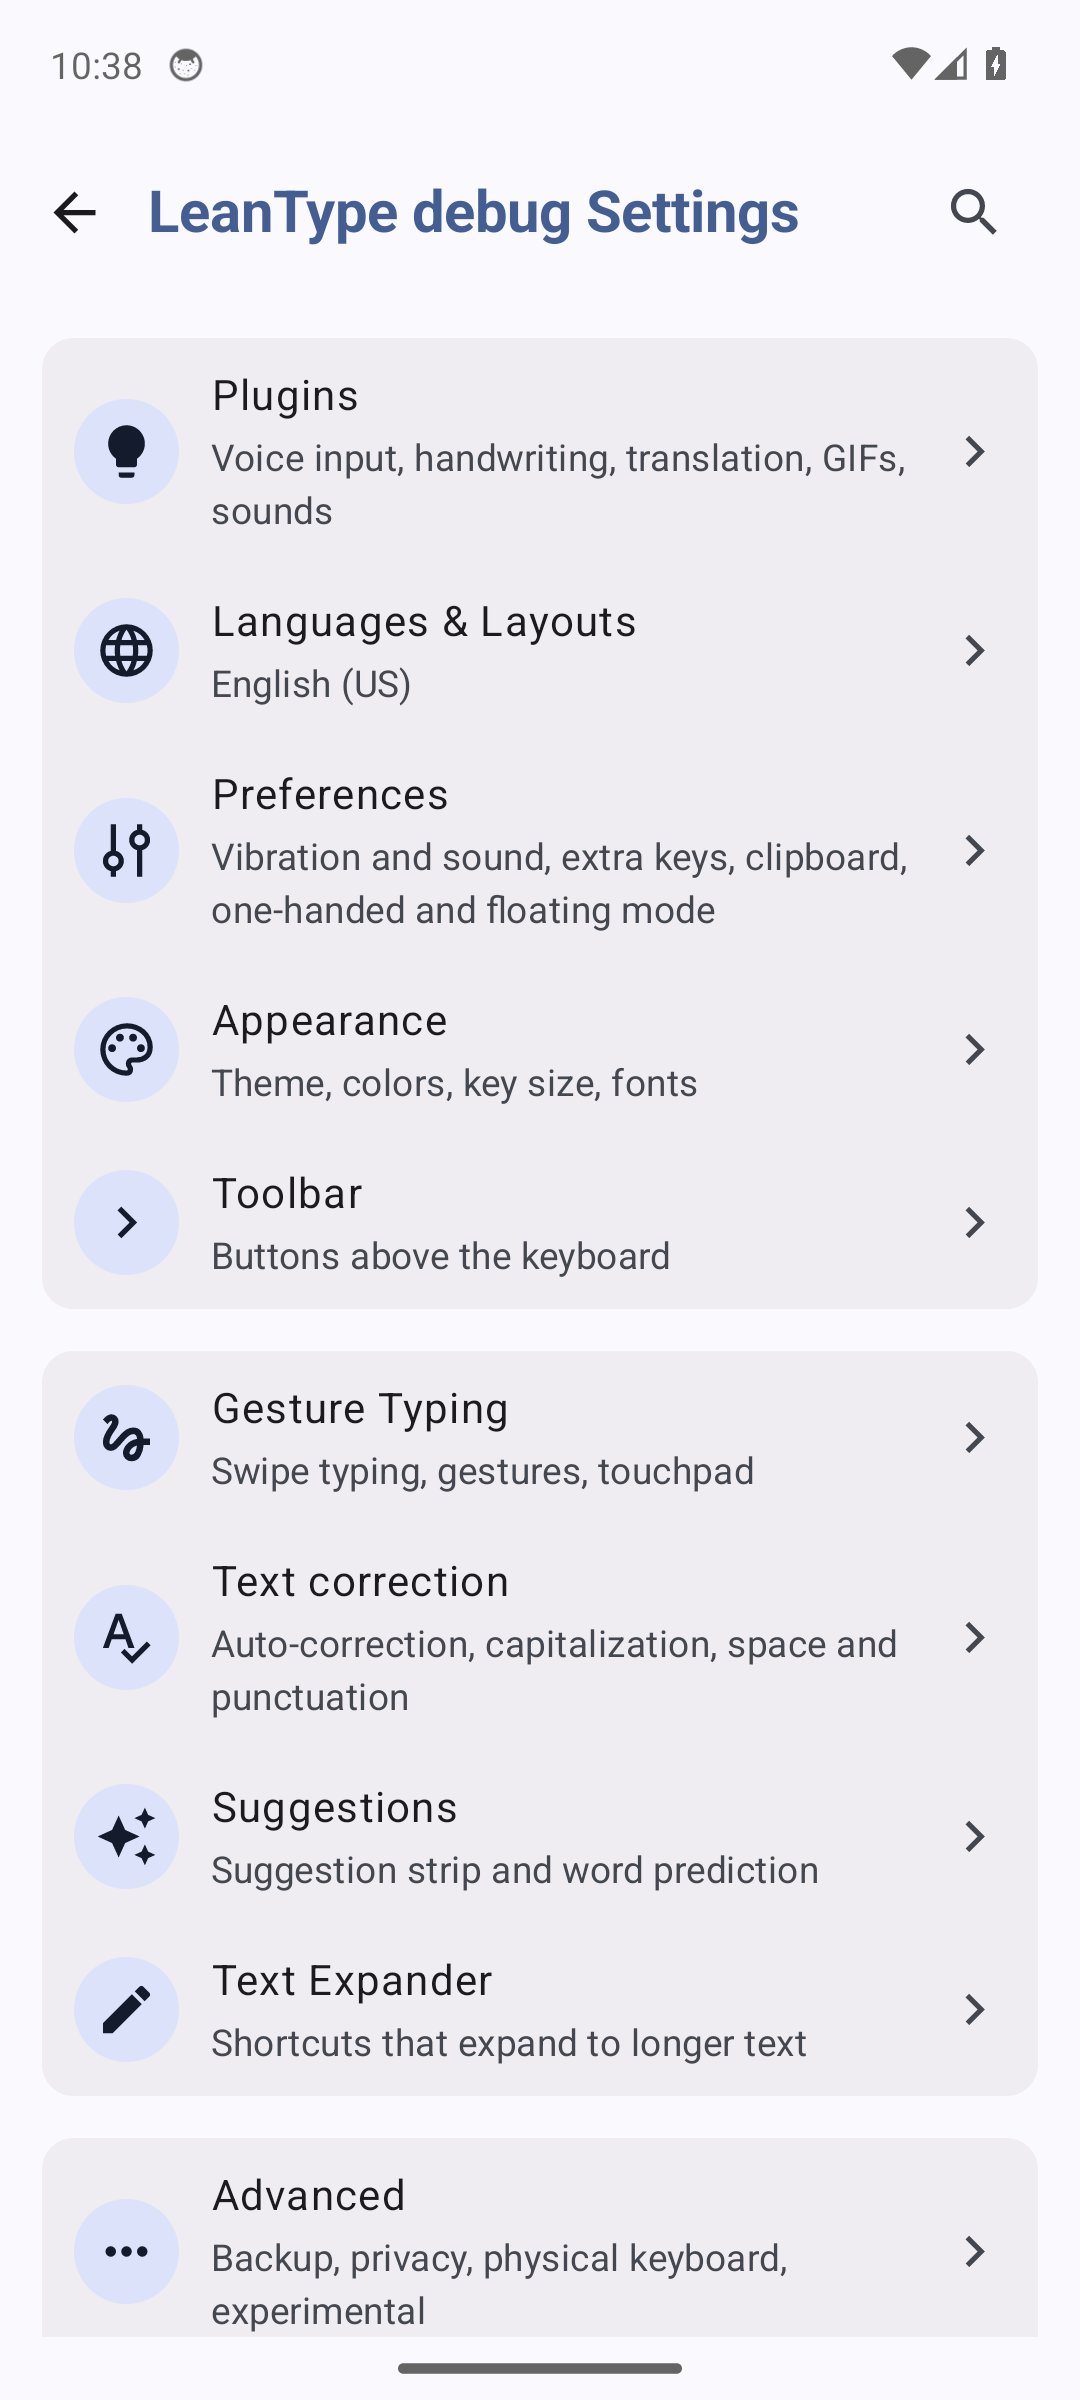 10:38
LeanType debug Settings
Plugins
Voice input, handwriting, translation, GIFs,
sounds
Languages & Layouts
English (US)
Preferences
Vibration and sound, extra keys, clipboard,
one-handed and floating mode
Appearance
Theme, colors, key size, fonts
Toolbar
Buttons above the keyboard
Gesture Typing
Swipe typing, gestures, touchpad
Text correction
Auto-correction, capitalization, space and
punctuation
Suggestions
Suggestion strip and word prediction
Text Expander
Shortcuts that expand to longer text
Advanced
Backup, privacy, physical keyboard,
experimental